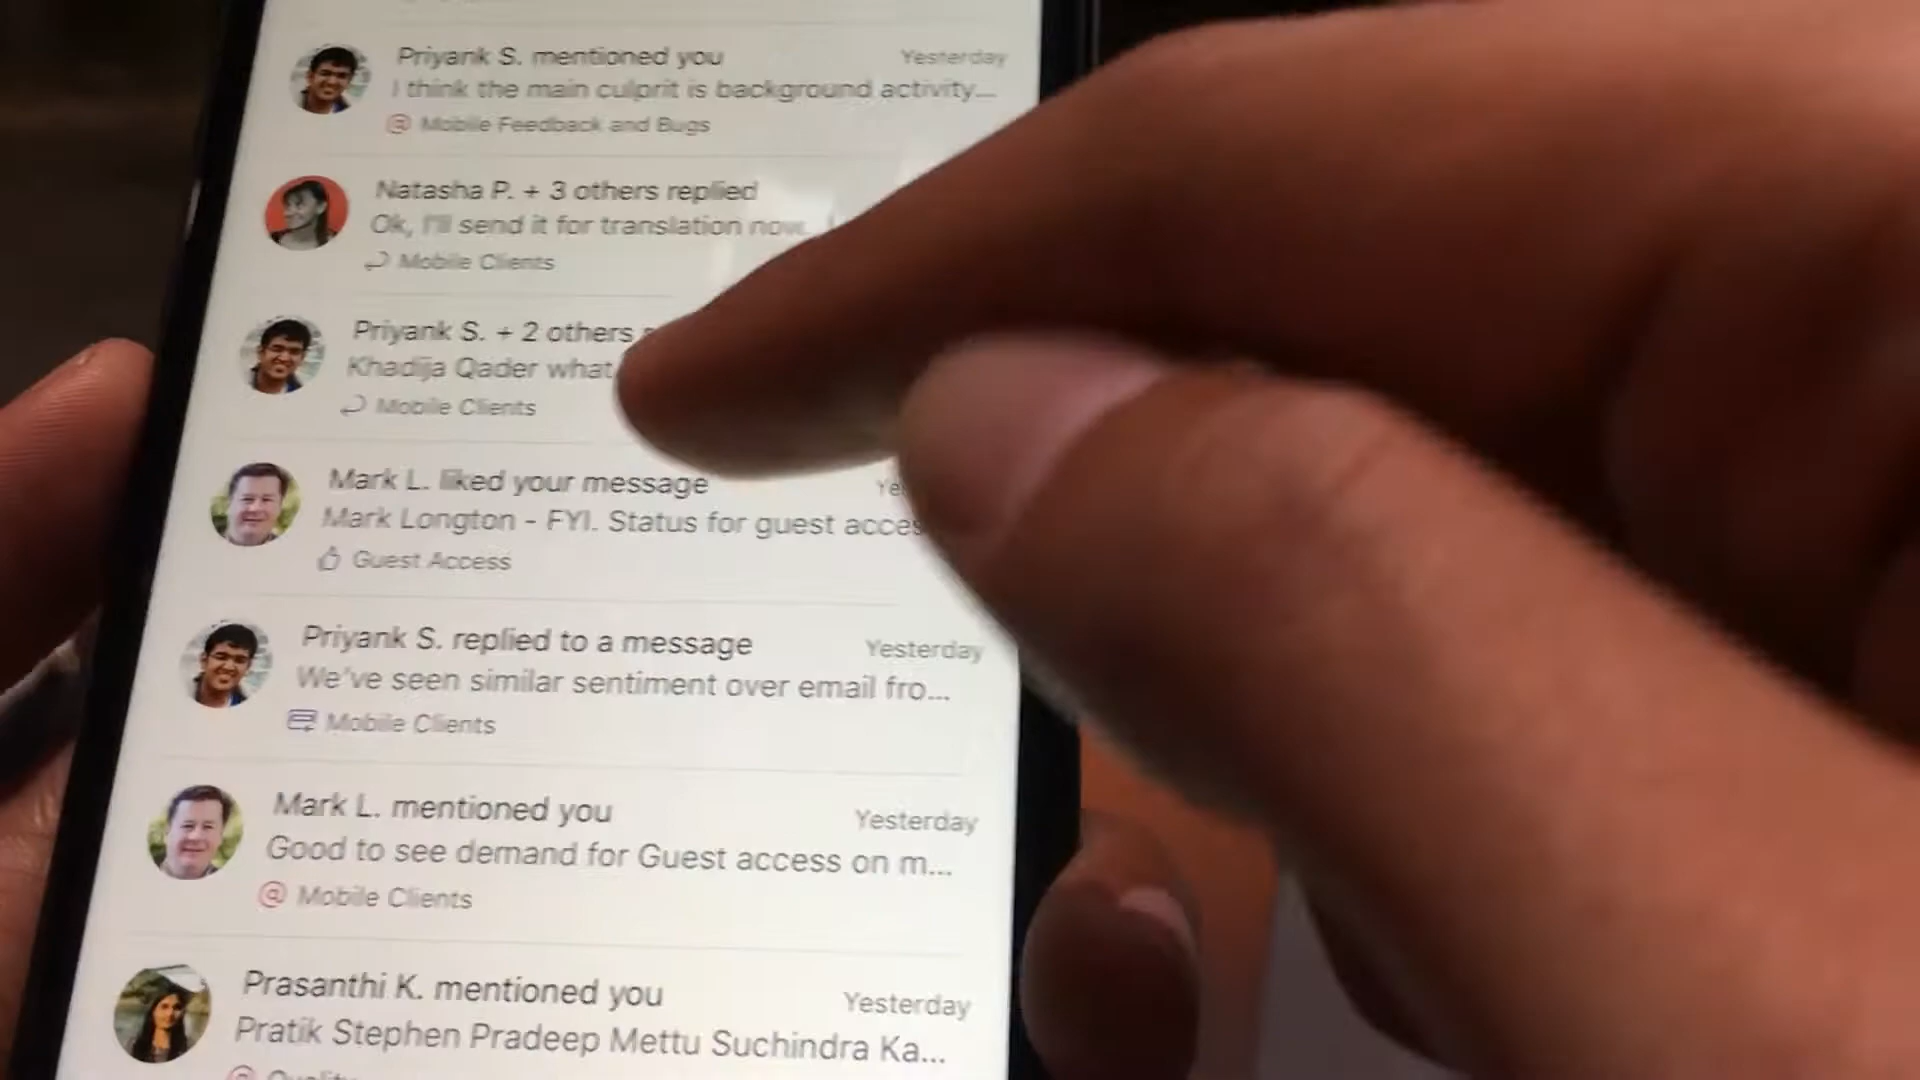 Priyank S. mentioned you
Yesterday
I think the main culprit is background activity...
Mobile Feedback and Bugs
Natasha P. + 3 others replied
Ok, I'll send it for translation now.
Mobile Clients
Priyank S. + 2 others
Khadija Qader what
Mobile Clients
Mark L. liked your message
Mark Longton - FYI. Status for guest
Guest Access
Priyank S. replied to a message
Yesterday
We've seen similar sentiment over email fro...
Mobile Clients
Mark L. mentioned you
Yesterday
Good to see demand for Guest access on m...
Mobile Clients
Prasanthi K. mentioned you
Yesterday
Pratik Stephen Pradeep Mettu Suchindra Ka...